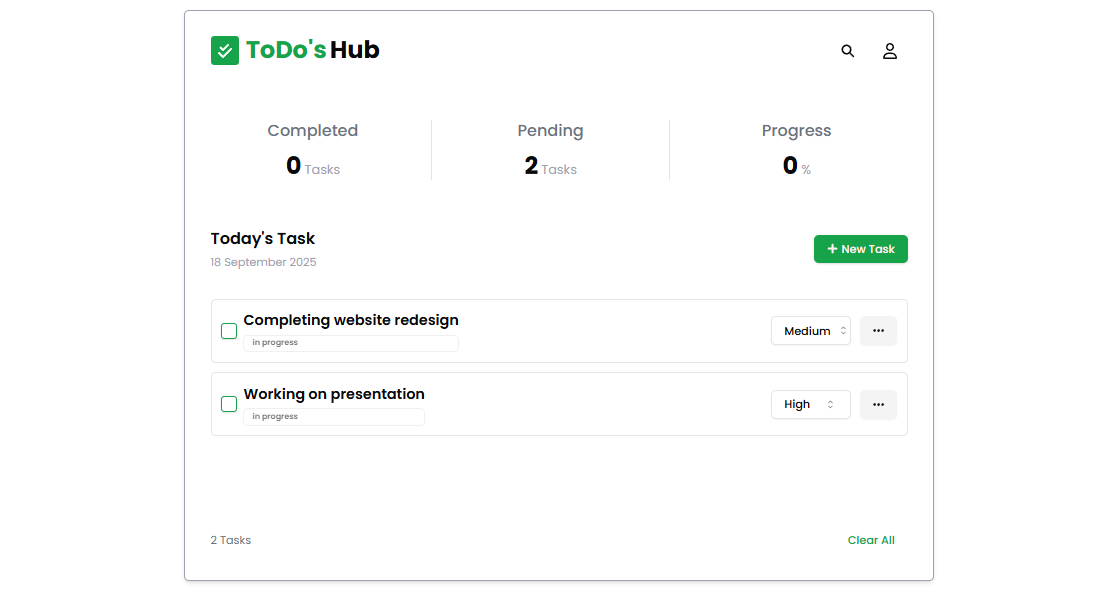 ToDo's Hub
Completed
0 Tasks
Pending
2 Tasks
Progress
0 %
Today's Task
18 September 2025
+ New Task
Completing website redesign
in progress
Medium
Working on presentation
in progress
High
2 Tasks
Clear All